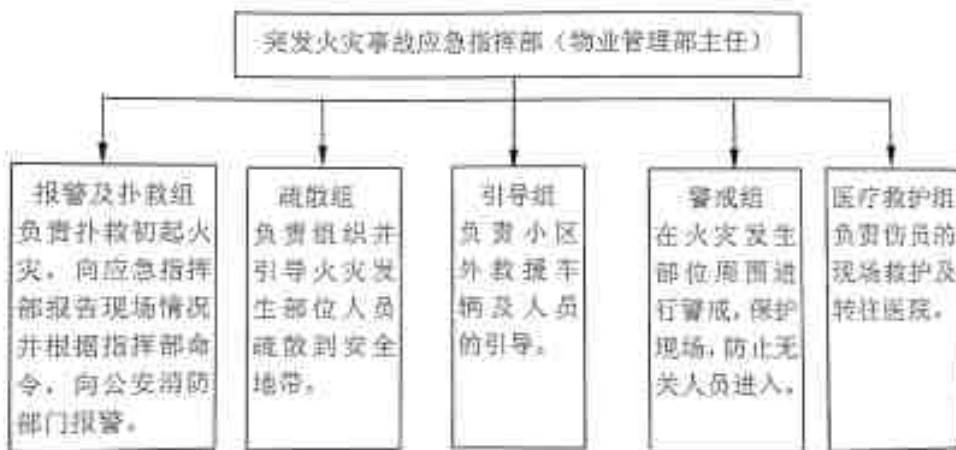 突发火灾事故应急指挥部（物业管理部主任）
报警及扑救组
负责扑救初起火
灾，向应急指挥
部报告现场情况
并根据指挥部命
令，向公安消防
部门报警。
疏散组
负责组织并
引导火灾发
生部位人员
疏散到安全
地带。
引导组
负责小区
外救援车
辆及人员
的引导。
警戒组
在火灾发生
部位周围进
行警戒，保护
现场，防止无
关人员进入。
医疗救护组
负责伤员的
现场救护及
转往医院。